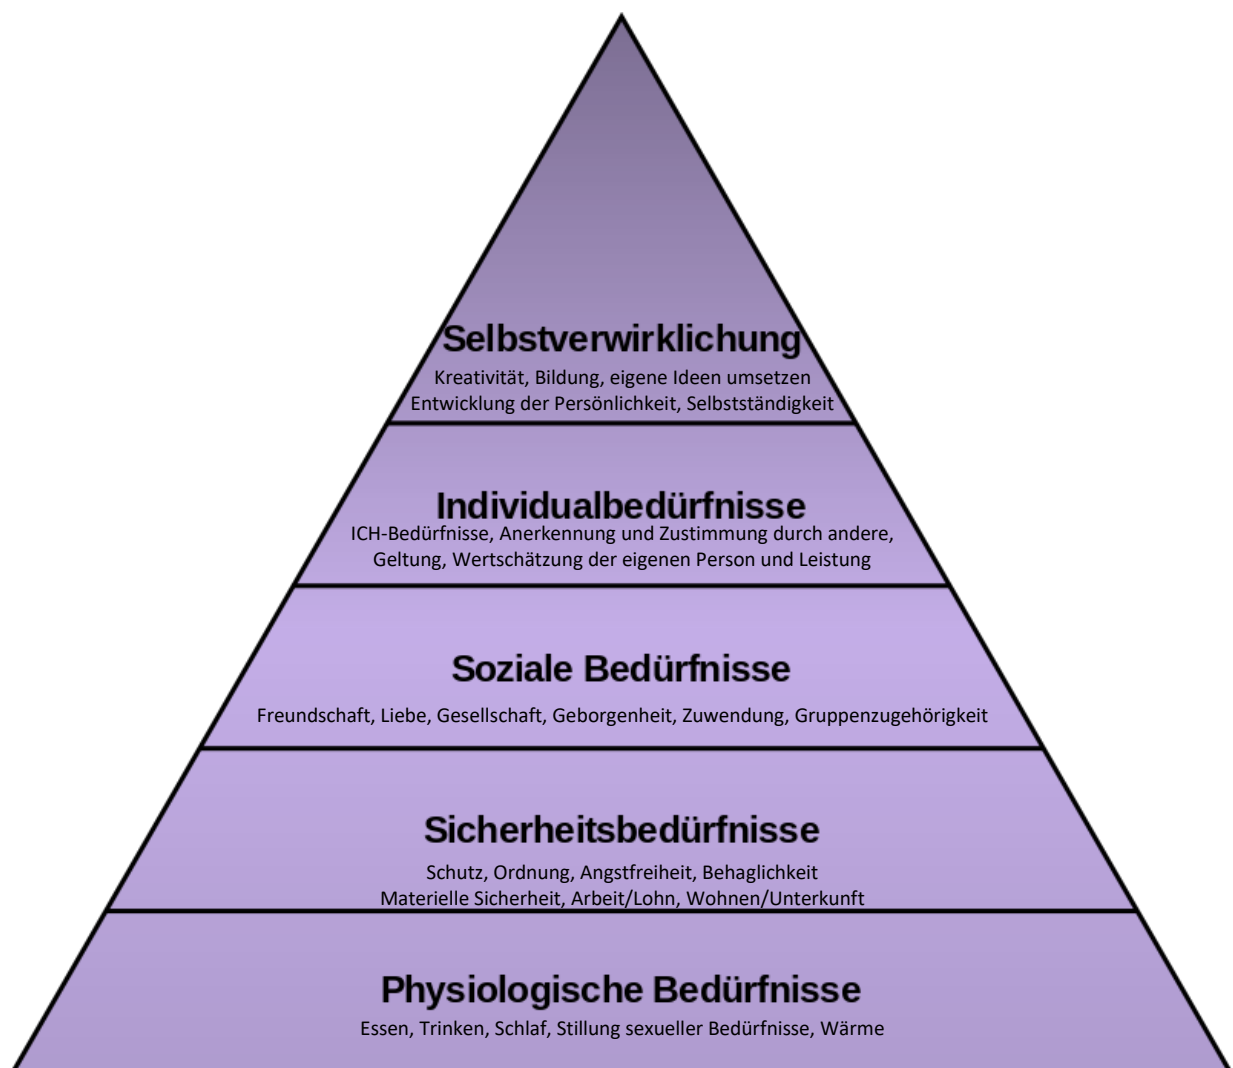 Selbstverwirklichung
Kreativität, Bildung, eigene Ideen umsetzen
Entwicklung der Persönlichkeit, Selbstständigkeit
Individualbedürfnisse
ICH-Bedürfnisse, Anerkennung und Zustimmung durch andere,
Geltung, Wertschätzung der eigenen Person und Leistung
Soziale Bedürfnisse
Freundschaft, Liebe, Gesellschaft, Geborgenheit, Zuwendung, Gruppenzugehörigkeit
Sicherheitsbedürfnisse
Schutz, Ordnung, Angstfreiheit, Behaglichkeit
Materielle Sicherheit, Arbeit/Lohn, Wohnen/Unterkunft
Physiologische Bedürfnisse
Essen, Trinken, Schlaf, Stillung sexueller Bedürfnisse, Wärme